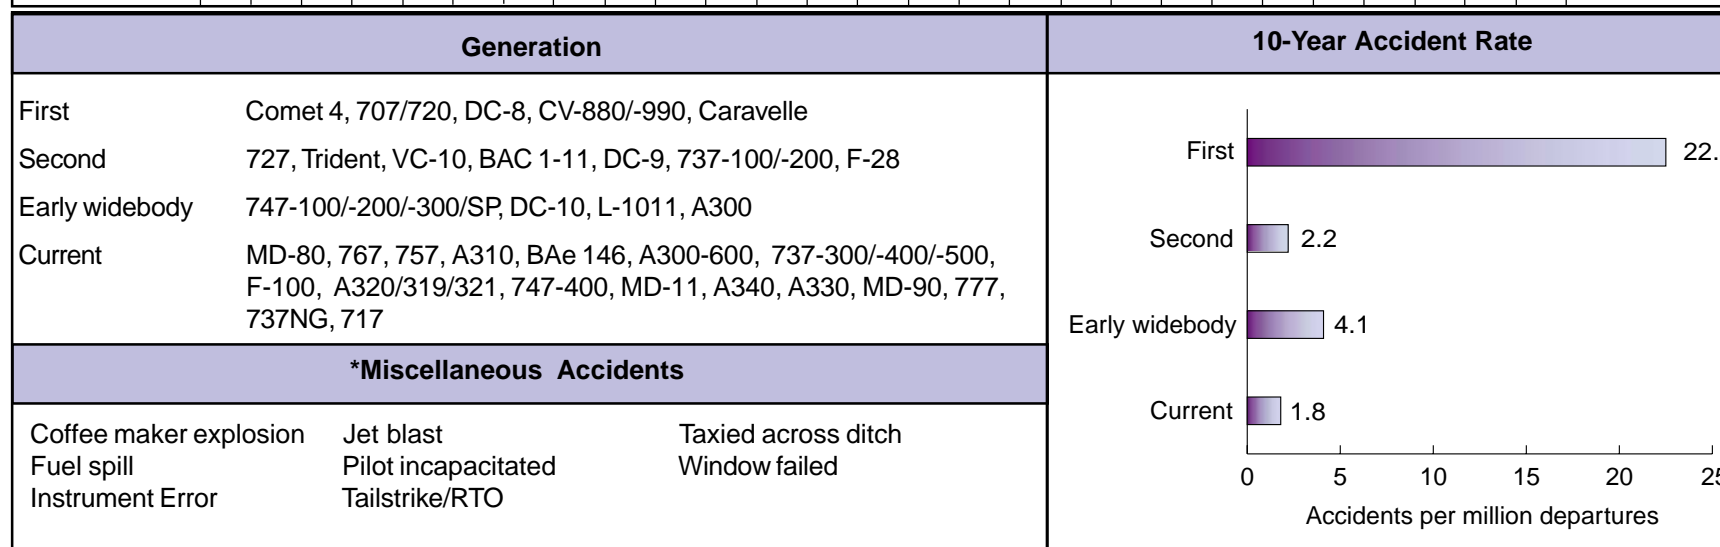 Generation
First Comet 4, 707/720, DC-8, CV-880/-990, Caravelle
Second 727, Trident, VC-10, BAC 1-11, DC-9, 737-100/-200, F-28
Early widebody 747-100/-200/-300/SP, DC-10, L-1011, A300
Current MD-80, 767, 757, A310, BAe 146, A300-600, 737-300/-400/-500,
F-100, A320/319/321, 747-400, MD-11, A340, A330, MD-90, 777,
737NG, 717
*Miscellaneous Accidents
Coffee maker explosion Jet blast Taxied across ditch
Fuel spill Pilot incapacitated Window failed
Instrument Error Tailstrike/RTO
10-Year Accident Rate
First 22.
Second 2.2
Early widebody 4.1
Current 1.8
0 5 10 15 20 25
Accidents per million departures